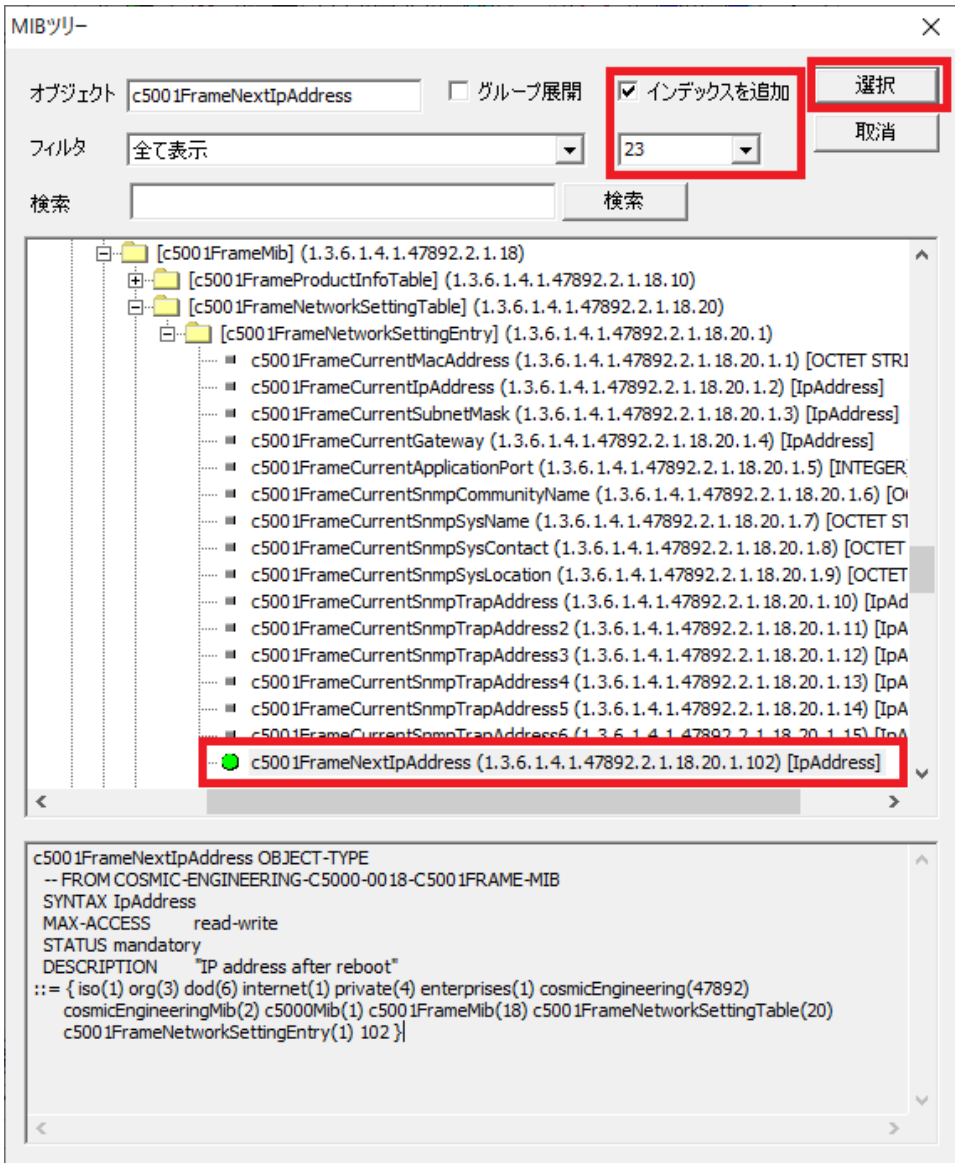 MIBツリー
オブジェクト c5001FrameNextIpAddress グループ展開 インデックスを追加 選択
フィルタ 全て表示 23 取消
検索 検索
[c5001FrameMib] (1.3.6.1.4.1.47892.2.1.18)
[c5001FrameProductInfoTable] (1.3.6.1.4.1.47892.2.1.18.10)
[c5001FrameNetworkSettingTable] (1.3.6.1.4.1.47892.2.1.18.20)
[c5001FrameNetworkSettingEntry] (1.3.6.1.4.1.47892.2.1.18.20.1)
c5001FrameCurrentMacAddress (1.3.6.1.4.1.47892.2.1.18.20.1.1) [OCTET STRI
c5001FrameCurrentIpAddress (1.3.6.1.4.1.47892.2.1.18.20.1.2) [IpAddress]
c5001FrameCurrentSubnetMask (1.3.6.1.4.1.47892.2.1.18.20.1.3) [IpAddress]
c5001FrameCurrentGateway (1.3.6.1.4.1.47892.2.1.18.20.1.4) [IpAddress]
c5001FrameCurrentApplicationPort (1.3.6.1.4.1.47892.2.1.18.20.1.5) [INTEGER]
c5001FrameCurrentSnmpCommunityName (1.3.6.1.4.1.47892.2.1.18.20.1.6) [O
c5001FrameCurrentSnmpSysName (1.3.6.1.4.1.47892.2.1.18.20.1.7) [OCTET ST
c5001FrameCurrentSnmpSysContact (1.3.6.1.4.1.47892.2.1.18.20.1.8) [OCTET
c5001FrameCurrentSnmpSysLocation (1.3.6.1.4.1.47892.2.1.18.20.1.9) [OCTET
c5001FrameCurrentSnmpTrapAddress (1.3.6.1.4.1.47892.2.1.18.20.1.10) [IpAd
c5001FrameCurrentSnmpTrapAddress2 (1.3.6.1.4.1.47892.2.1.18.20.1.11) [IpA
c5001FrameCurrentSnmpTrapAddress3 (1.3.6.1.4.1.47892.2.1.18.20.1.12) [IpA
c5001FrameCurrentSnmpTrapAddress4 (1.3.6.1.4.1.47892.2.1.18.20.1.13) [IpA
c5001FrameCurrentSnmpTrapAddress5 (1.3.6.1.4.1.47892.2.1.18.20.1.14) [IpA
c5001FrameCurrentSnmpTrapAddress6 (1.3.6.1.4.1.47892.2.1.18.20.1.15) [IpA
c5001FrameNextIpAddress (1.3.6.1.4.1.47892.2.1.18.20.1.102) [IpAddress]
c5001FrameNextIpAddress OBJECT-TYPE
-- FROM COSMIC-ENGINEERING-C5000-0018-C5001FRAME-MIB
SYNTAX IpAddress
MAX-ACCESS read-write
STATUS mandatory
DESCRIPTION "IP address after reboot"
::= { iso(1) org(3) dod(6) internet(1) private(4) enterprises(1) cosmicEngineering(47892)
cosmicEngineeringMib(2) c5000Mib(1) c5001FrameMib(18) c5001FrameNetworkSettingTable(20)
c5001FrameNetworkSettingEntry(1) 102 }